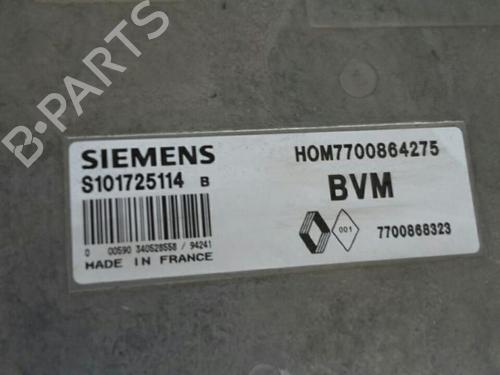 B-PARTS
SIEMENS
S101725114 B
0 00590 340528558 / 94241
MADE IN FRANCE
HOM7700864275
BVM
001
7700868323